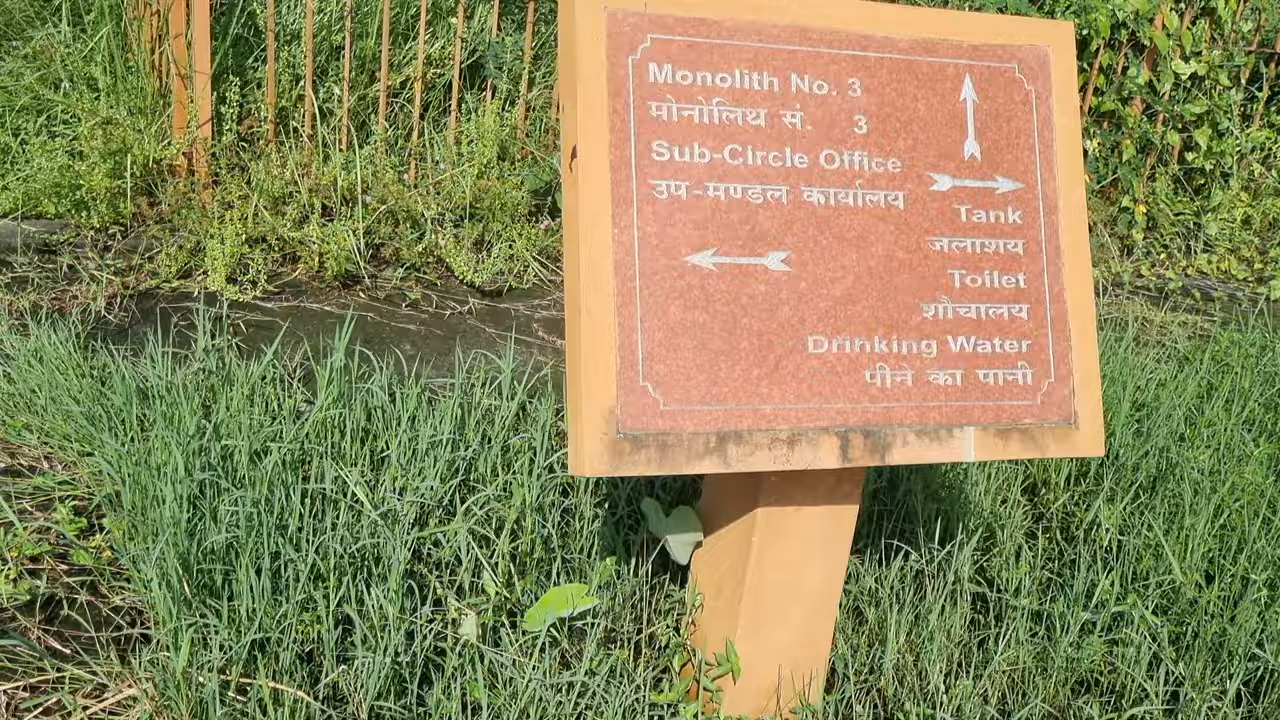 Monolith No. 3
मोनोलिथ सं. 3
Sub-Circle Office
उप-मण्डल कार्यालय
Tank
जलाशय
Toilet
शौचालय
Drinking Water
पीने का पानी